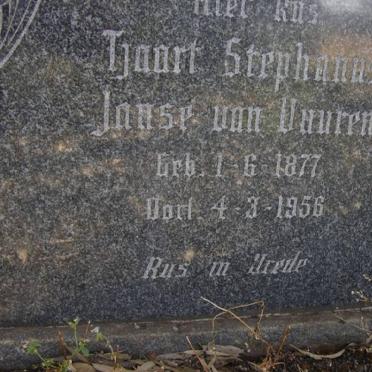 Hier rus
Tjaart Stephanus
Janse van Vuuren
Geb. 1-6-1877
Oorl. 4-3-1956
Rus in Vrede